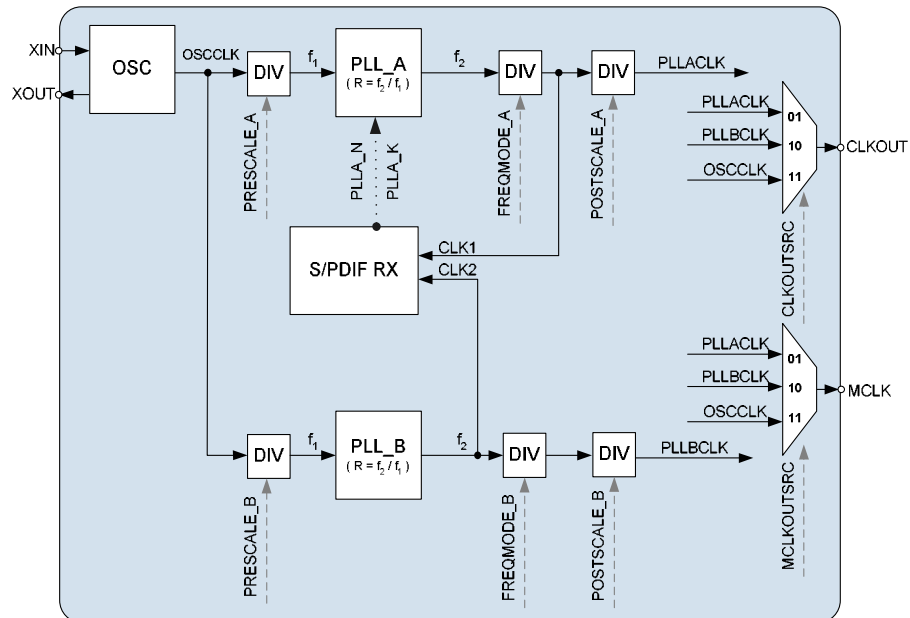 XIN
XOUT
OSC
OSCCLK
DIV
f1
PLL_A
( R = f2 / f1 )
f2
DIV
DIV
PLLACLK
PRESCALE_A
PLLA_N
PLLA_K
FREQMODE_A
POSTSCALE_A
PLLACLK
01
PLLBCLK
10
OSCCLK
11
CLKOUT
CLKOUTSRC
S/PDIF RX
CLK1
CLK2
PLLACLK
01
PLLBCLK
10
OSCCLK
11
MCLK
MCLKOUTSRC
DIV
f1
PLL_B
( R = f2 / f1 )
f2
DIV
DIV
PLLBCLK
PRESCALE_B
FREQMODE_B
POSTSCALE_B